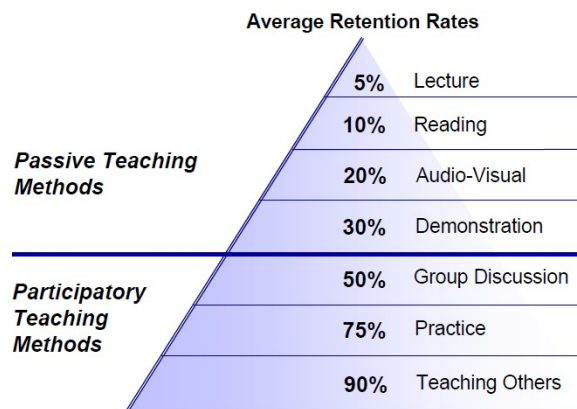 Average Retention Rates
5% Lecture
10% Reading
Passive Teaching
Methods
20% Audio-Visual
30% Demonstration
50% Group Discussion
Participatory
Teaching
Methods
75% Practice
90% Teaching Others